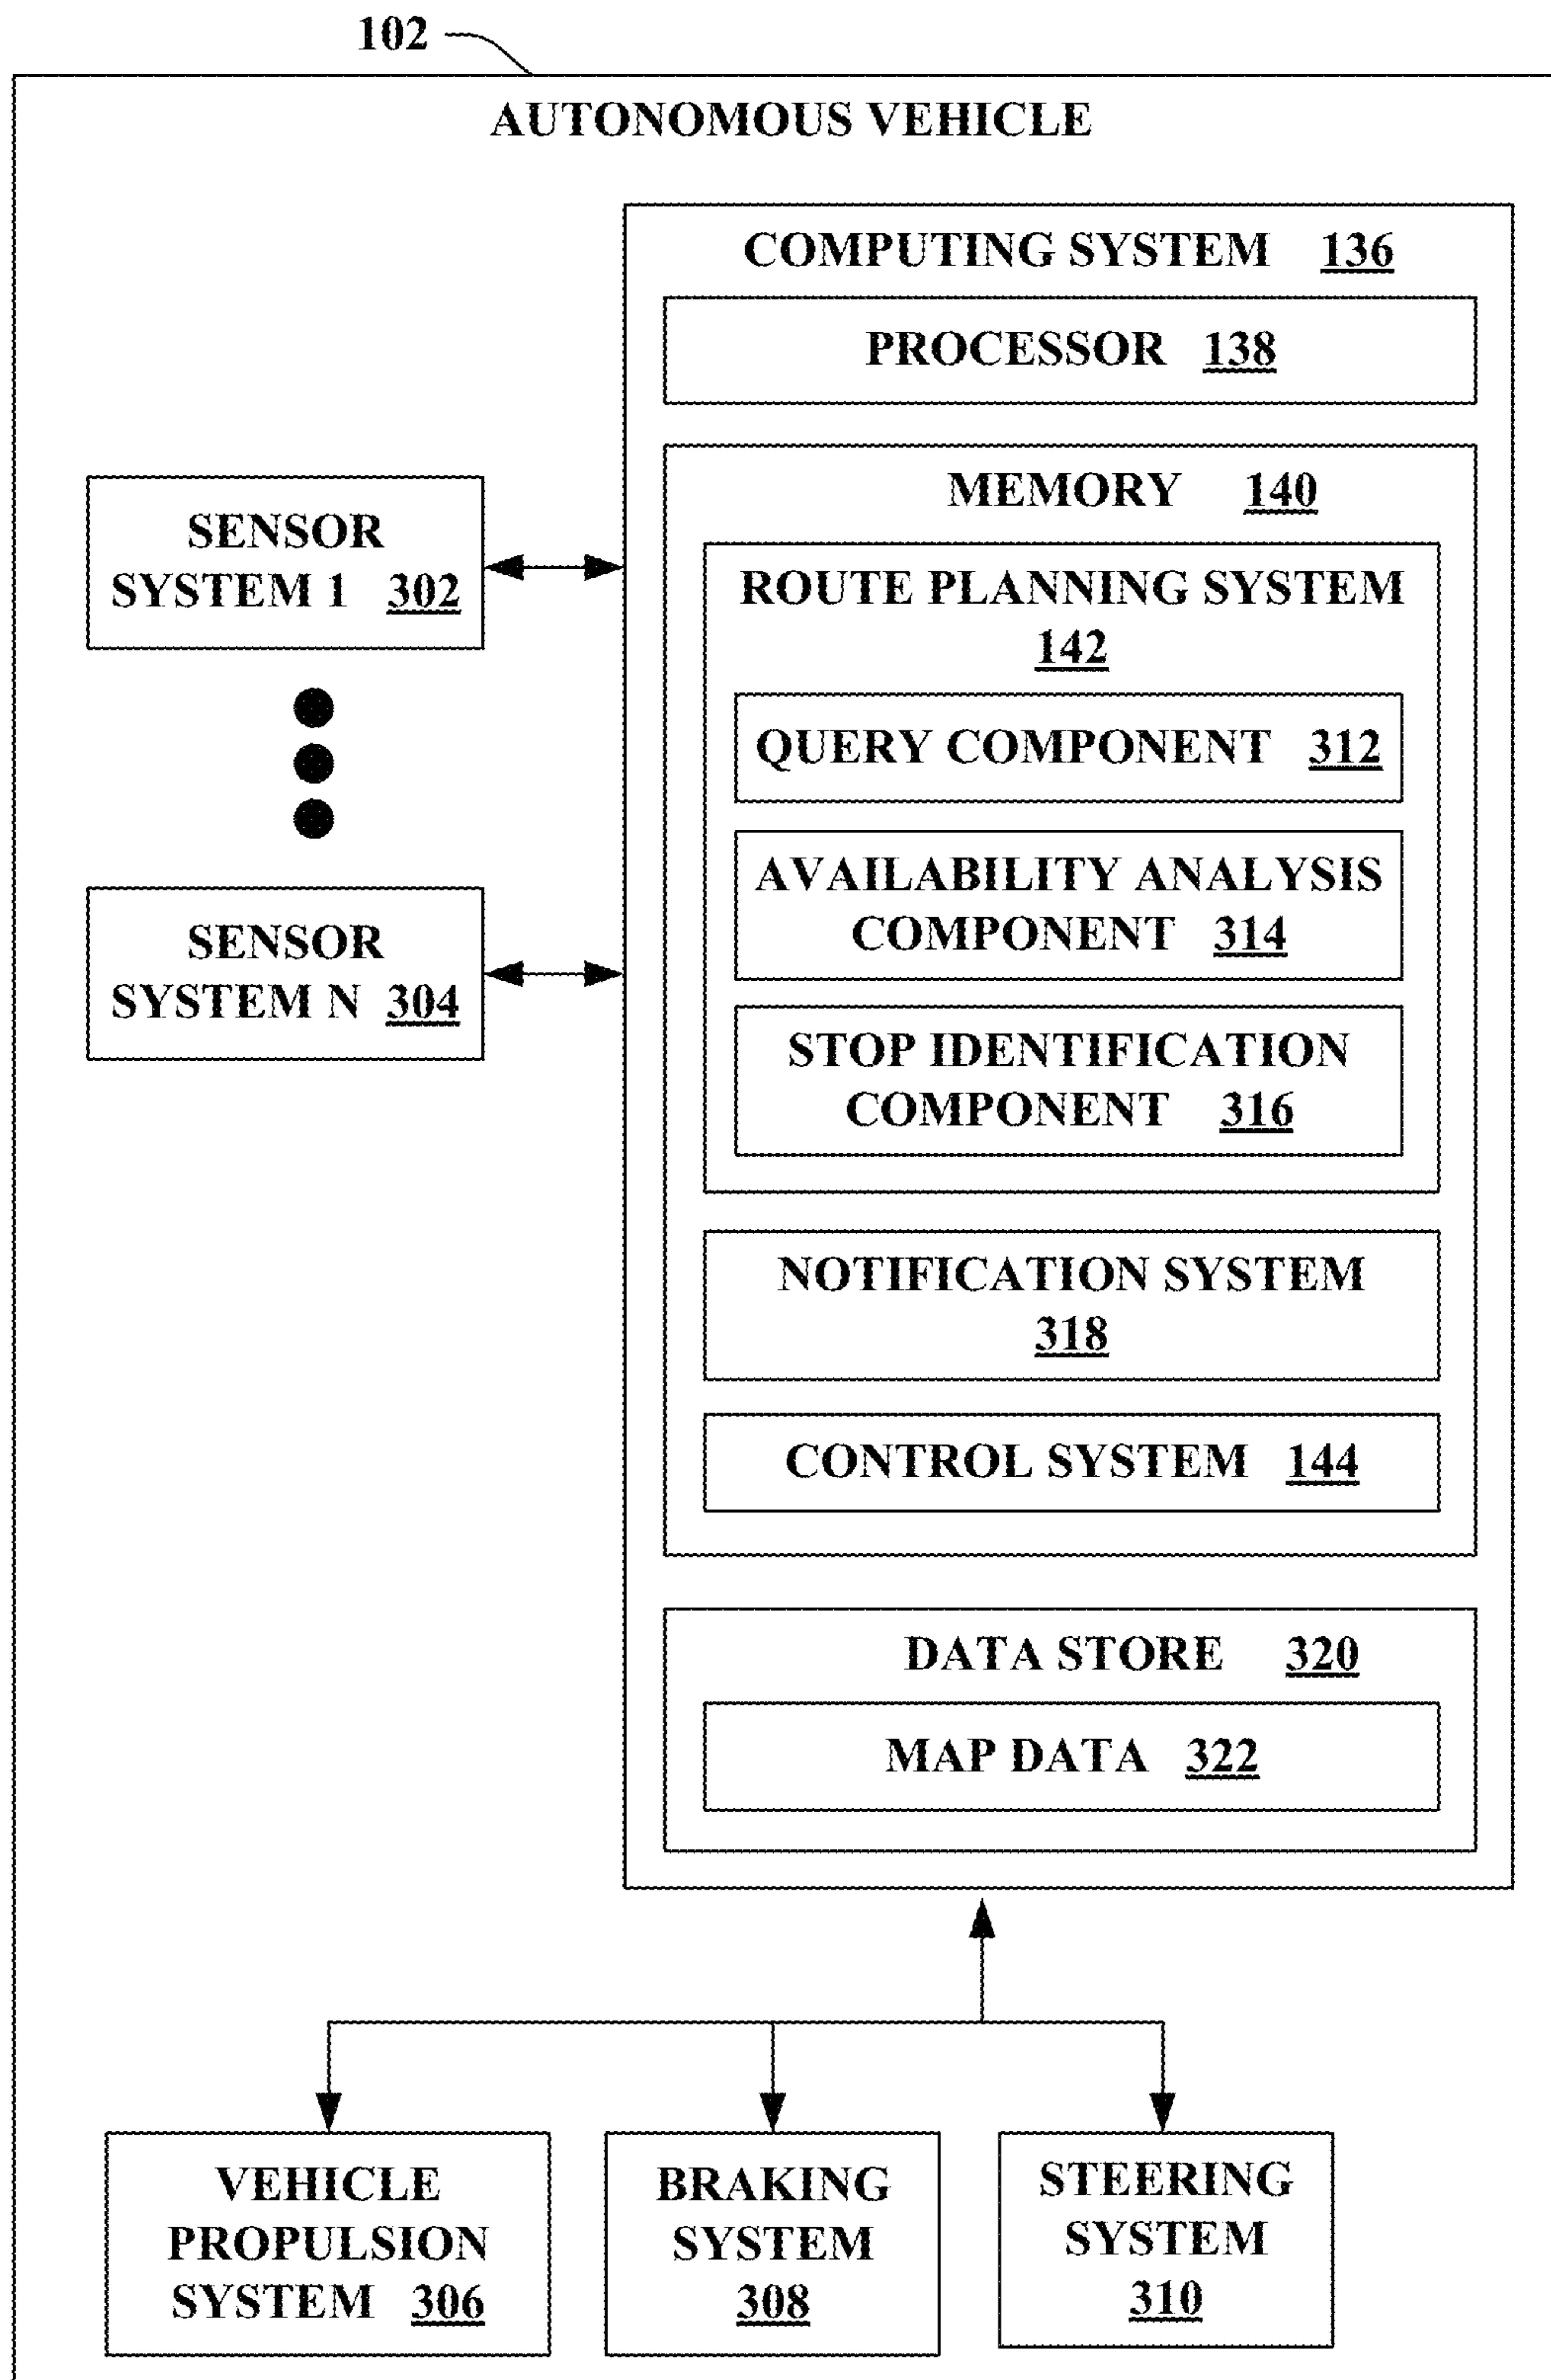 102
AUTONOMOUS VEHICLE
COMPUTING SYSTEM 136
PROCESSOR 138
MEMORY 140
ROUTE PLANNING SYSTEM
142
QUERY COMPONENT 312
AVAILABILITY ANALYSIS
COMPONENT 314
STOP IDENTIFICATION
COMPONENT 316
NOTIFICATION SYSTEM
318
CONTROL SYSTEM 144
DATA STORE 320
MAP DATA 322
SENSOR
SYSTEM 1 302
SENSOR
SYSTEM N 304
VEHICLE
PROPULSION
SYSTEM 306
BRAKING
SYSTEM
308
STEERING
SYSTEM
310